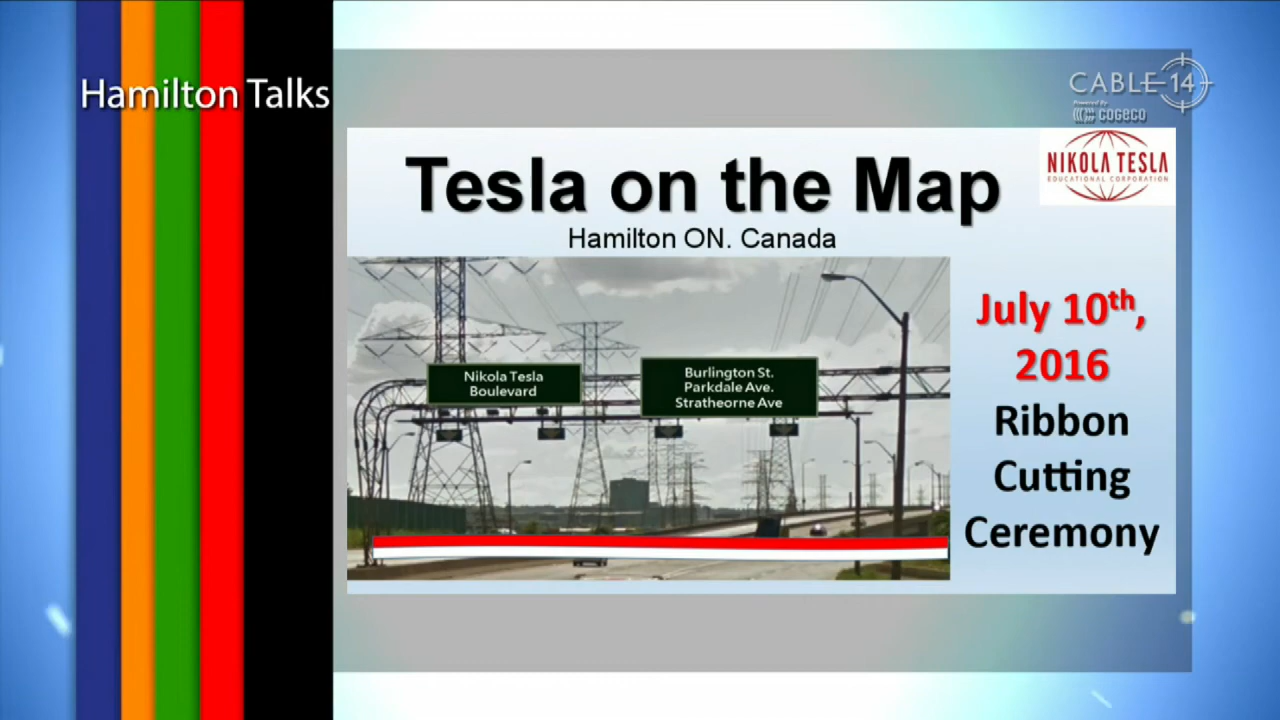 Hamilton Talks
CABLE 14
Powered By
COGECO
Tesla on the Map
Hamilton ON. Canada
NIKOLA TESLA
EDUCATIONAL CORPORATION
Nikola Tesla
Boulevard
Burlington St.
Parkdale Ave.
Stratheorne Ave
July 10th,
2016
Ribbon
Cutting
Ceremony